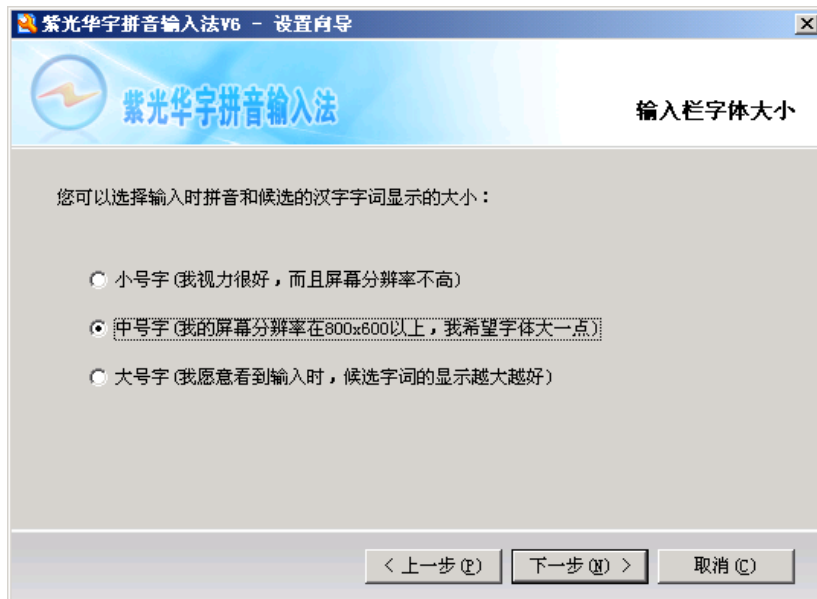 紫光华宇拼音输入法V6 - 设置向导
紫光华宇拼音输入法
输入栏字体大小
您可以选择输入时拼音和候选的汉字字词显示的大小：
小号字(我视力很好，而且屏幕分辨率不高)
中号字(我的屏幕分辨率在800x600以上，我希望字体大一点)
大号字(我愿意看到输入时，候选字词的显示越大越好)
< 上一步(P) 下一步(N) > 取消(C)